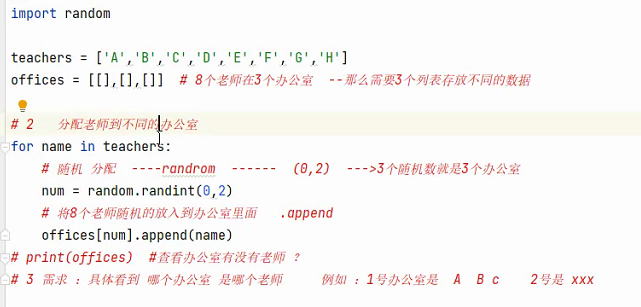 import random
teachers = ['A','B','C','D','E','F','G','H']
offices = [[],[],[]]  # 8个老师在3个办公室  --那么需要3个列表存放不同的数据
# 2   分配老师到不同的办公室
for name in teachers:
# 随机 分配  ----randrom  ------  (0,2)  --->3个随机数就是3个办公室
num = random.randint(0,2)
# 将8个老师随机的放入到办公室里面   .append
offices[num].append(name)
# print(offices)  #查看办公室有没有老师 ？
# 3 需求 ：具体看到 哪个办公室 是哪个老师     例如 ：1号办公室是  A  B c    2号是 xxx